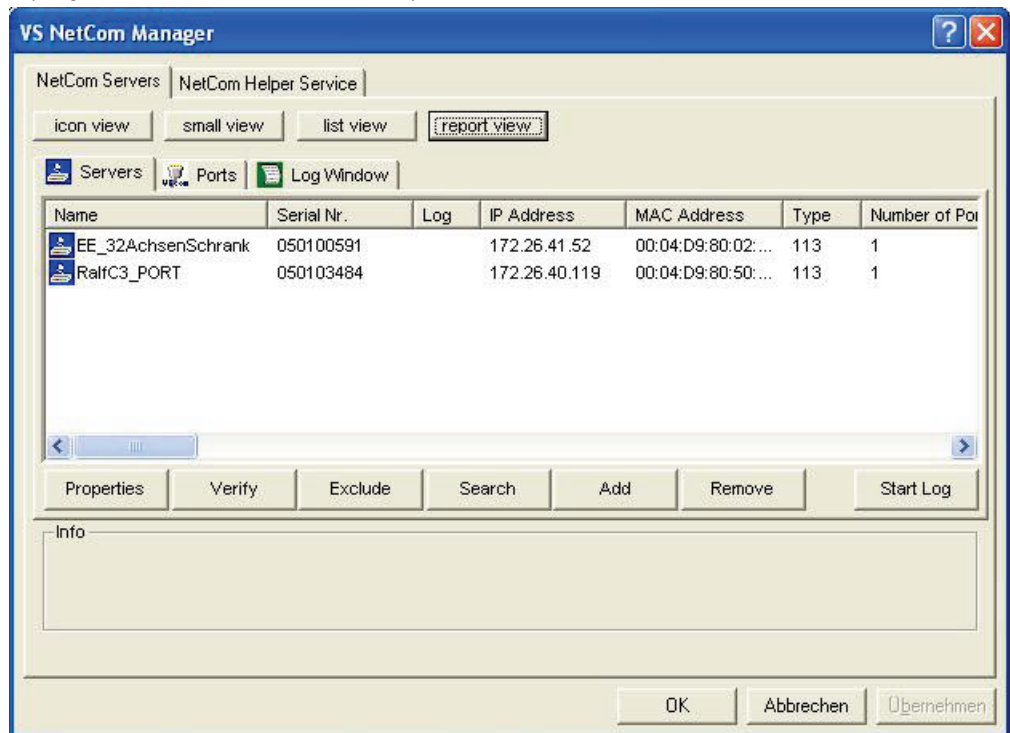 VS NetCom Manager
NetCom Servers NetCom Helper Service
icon view small view list view report view
Servers Ports Log Window
Name Serial Nr. Log IP Address MAC Address Type Number of Por
EE_32AchsenSchrank 050100591 172.26.41.52 00:04:D9:80:02:... 113 1
RalfC3_PORT 050103484 172.26.40.119 00:04:D9:80:50:... 113 1
Properties Verify Exclude Search Add Remove Start Log
Info
OK Abbrechen Übernehmen